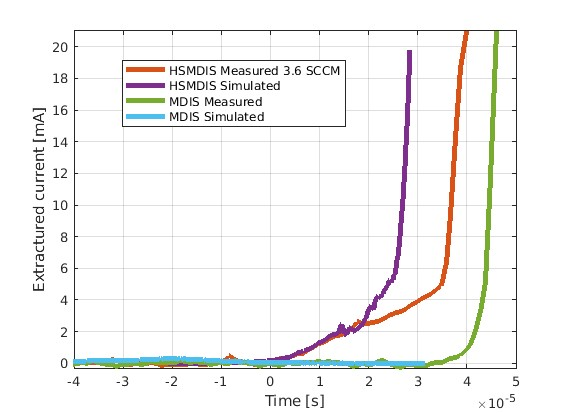 20
18
16
14
12
10
8
6
4
2
0
Extractured current [mA]
HSMDIS Measured 3.6 SCCM
HSMDIS Simulated
MDIS Measured
MDIS Simulated
-4 -3 -2 -1 0 1 2 3 4 5
Time [s]
×10⁻⁵